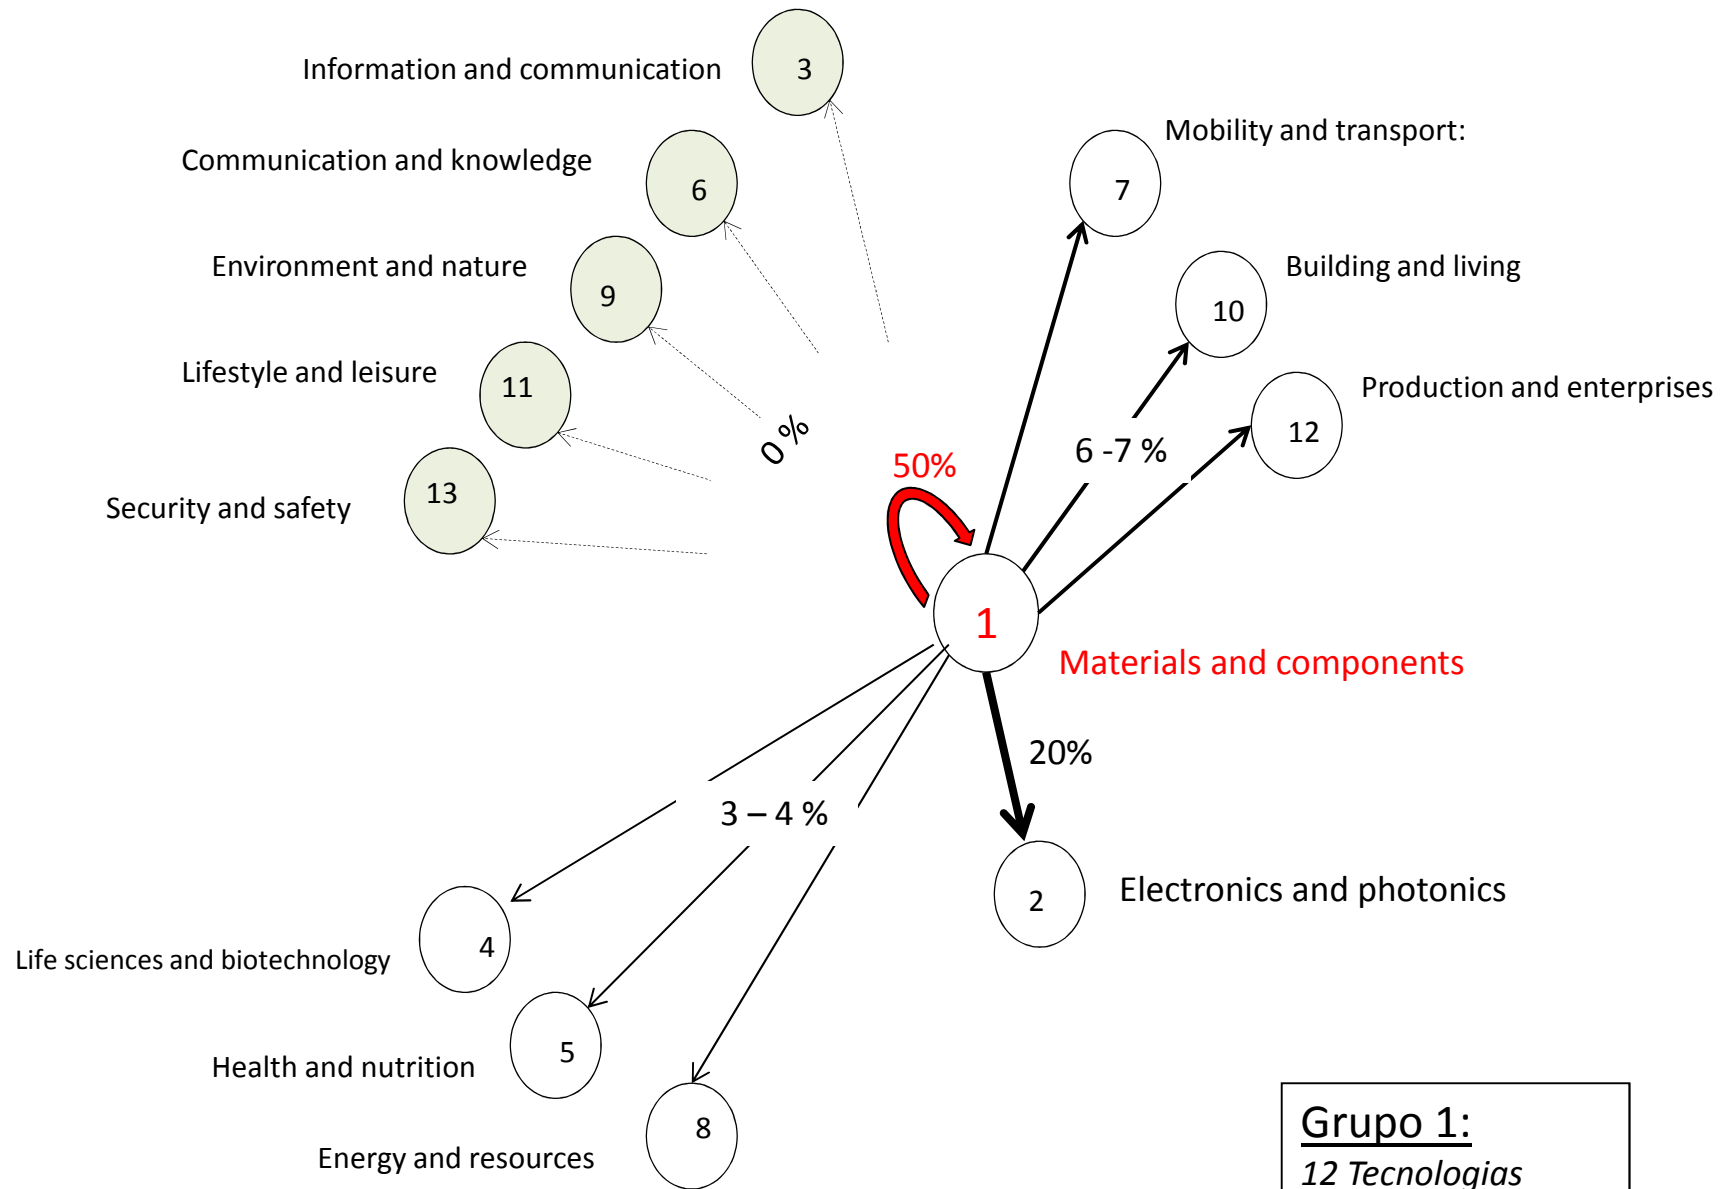 Information and communication
3
Mobility and transport:
7
Communication and knowledge
6
Environment and nature
9
Building and living
10
Lifestyle and leisure
11
Production and enterprises
12
0 %
6 -7 %
50%
Security and safety
13
1
Materials and components
20%
3 – 4 %
2
Electronics and photonics
Life sciences and biotechnology
4
Health and nutrition
5
Energy and resources
8
Grupo 1:
12 Tecnologias